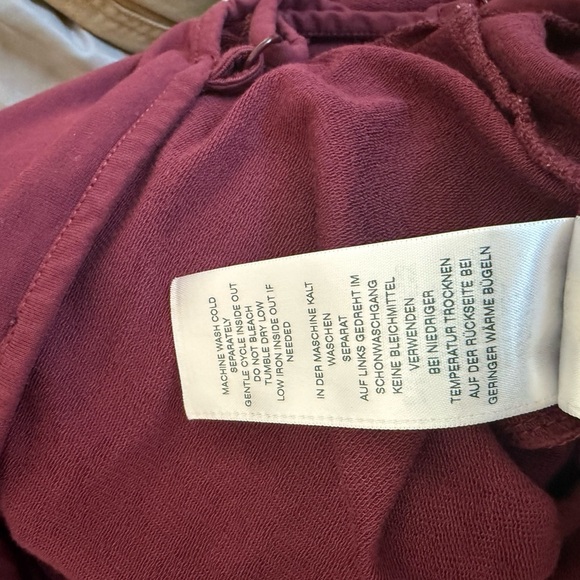 MACHINE WASH COLD
SEPARATELY
GENTLE CYCLE INSIDE OUT
DO NOT BLEACH
TUMBLE DRY LOW
LOW IRON INSIDE OUT IF
NEEDED
IN DER MASCHINE KALT
WASCHEN
SEPARAT
AUF LINKS GEDREHT IM
SCHONWASCHGANG
KEINE BLEICHMITTEL
VERWENDEN
BEI NIEDRIGER
TEMPERATUR TROCKNEN
AUF DER RÜCKSEITE BEI
GERINGER WÄRME BÜGELN